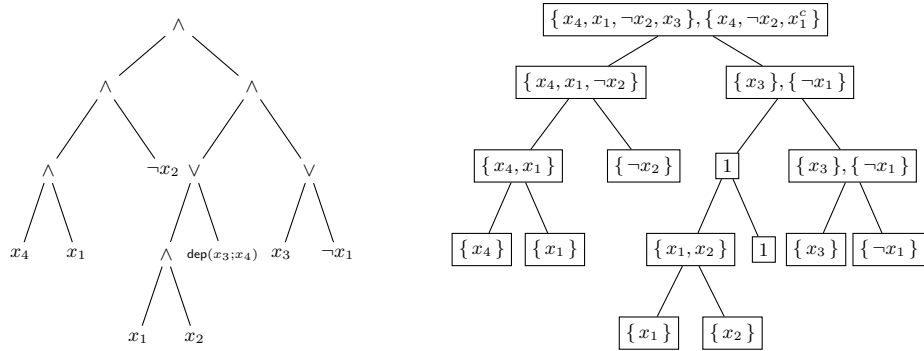 ∧
{ x₄, x₁, ¬x₂, x₃ }, { x₄, ¬x₂, x₁ᶜ }
∧ ∧
{ x₄, x₁, ¬x₂ } { x₃ }, { ¬x₁ }
∧ ¬x₂ ∨ ∨
{ x₄, x₁ } { ¬x₂ } 1 { x₃ }, { ¬x₁ }
x₄ x₁ ∧ dep(x₃;x₄) x₃ ¬x₁
{ x₄ } { x₁ } { x₁, x₂ } 1 { x₃ } { ¬x₁ }
x₁ x₂
{ x₁ } { x₂ }